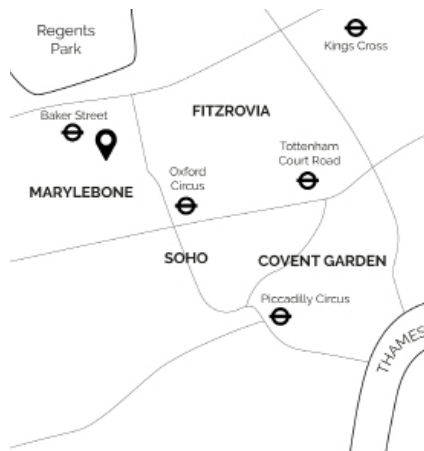 Regents
Park
Kings Cross
Baker Street
FITZROVIA
Tottenham
Court Road
Oxford
Circus
MARYLEBONE
SOHO
COVENT GARDEN
Piccadilly Circus
THAMES